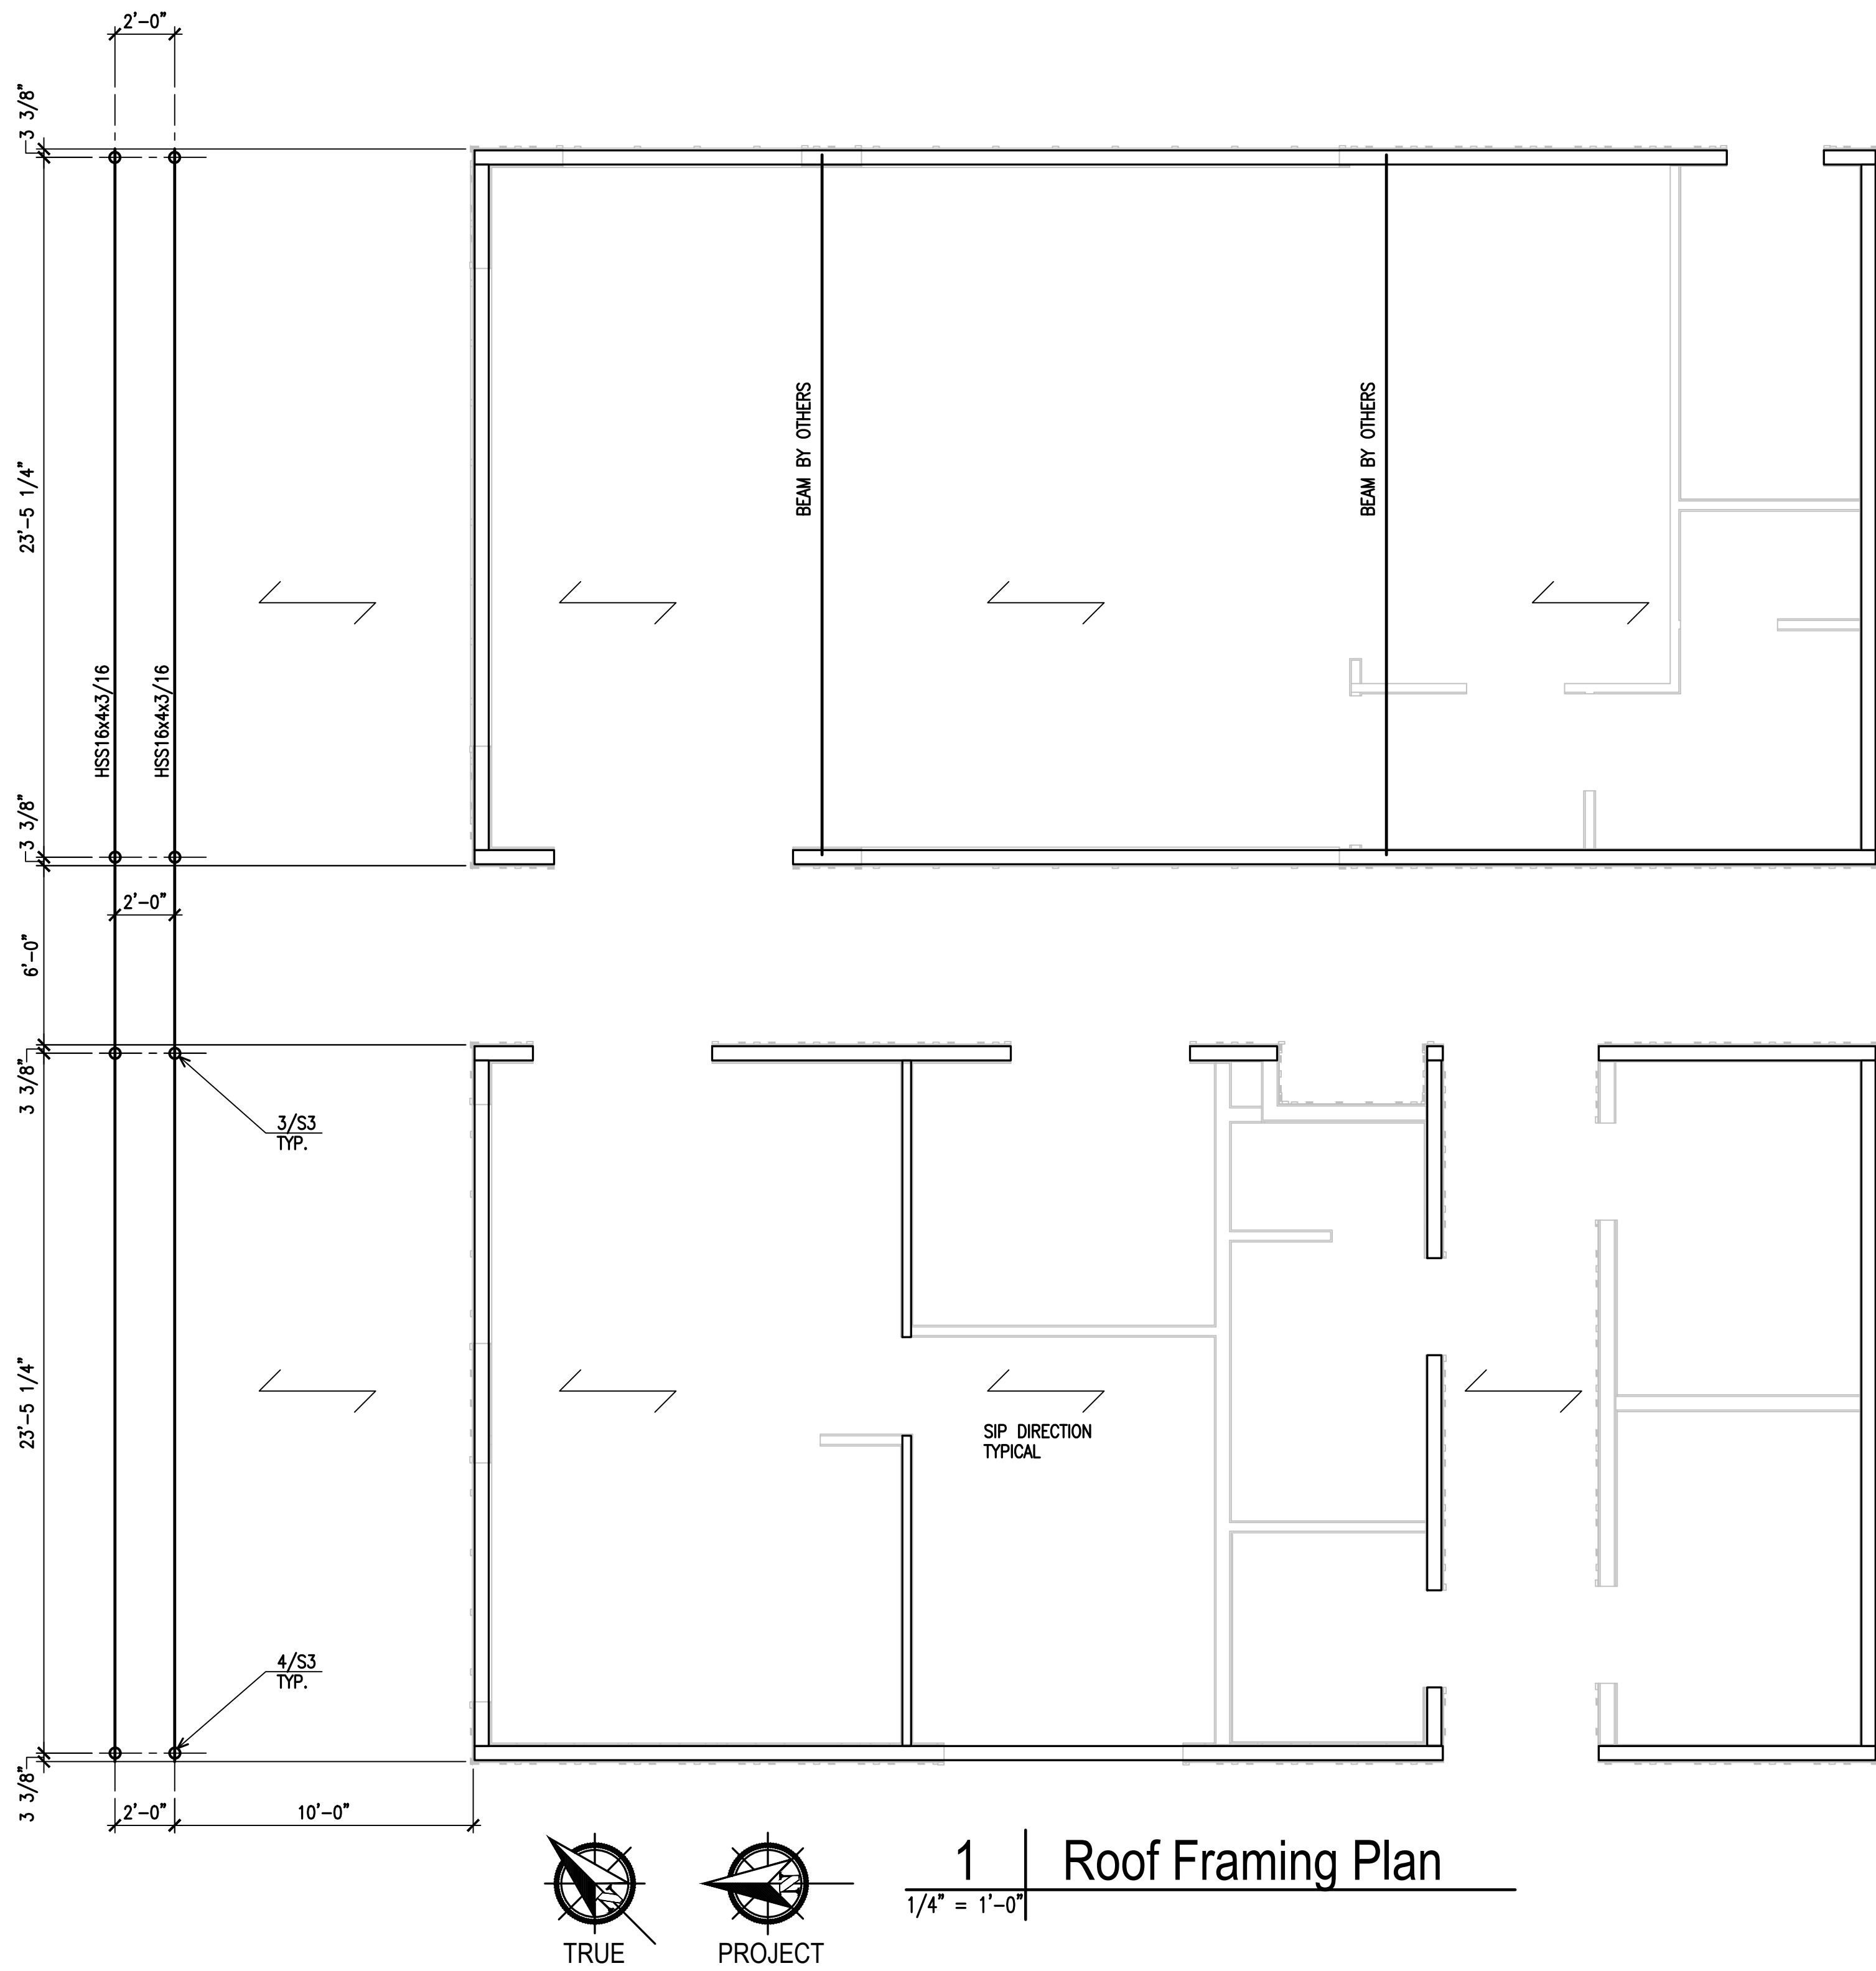 2'-0"
3 3/8"
23'-5 1/4"
BEAM BY OTHERS
BEAM BY OTHERS
HSS16x4x3/16
HSS16x4x3/16
3 3/8"
2'-0"
6'-0"
3 3/8"
3/S3
TYP.
23'-5 1/4"
SIP DIRECTION
TYPICAL
4/S3
TYP.
3 3/8"
2'-0"
10'-0"
N
N
TRUE
PROJECT
1
Roof Framing Plan
1/4" = 1'-0"